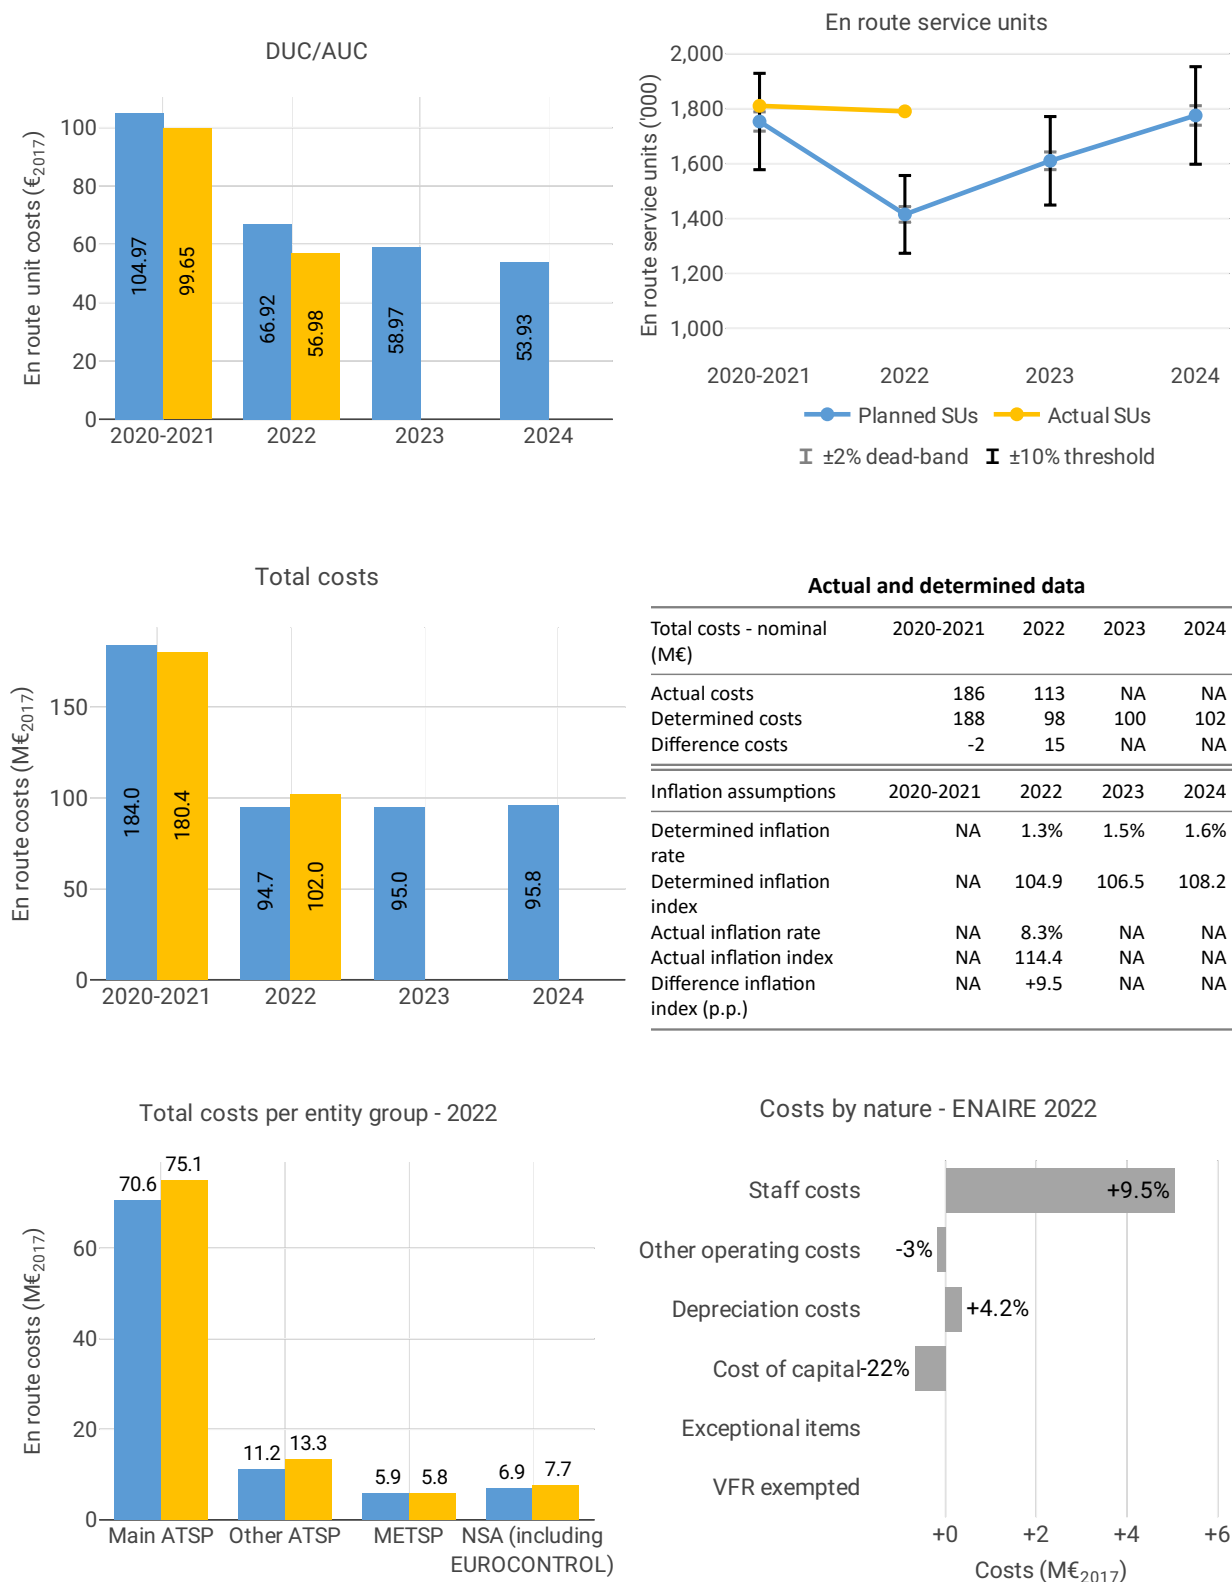 DUC/AUC
En route unit costs (€2017)
100
80
60
40
20
0
104.97
99.65
66.92
56.98
58.97
53.93
2020-2021
2022
2023
2024
En route service units
En route service units ('000)
2,000
1,800
1,600
1,400
1,200
1,000
2020-2021
2022
2023
2024
Planned SUs
Actual SUs
±2% dead-band
±10% threshold
Total costs
En route costs (M€2017)
150
100
50
0
184.0
180.4
94.7
102.0
95.0
95.8
2020-2021
2022
2023
2024
Actual and determined data
Total costs - nominal 2020-2021 2022 2023 2024
(M€)
Actual costs 186 113 NA NA
Determined costs 188 98 100 102
Difference costs -2 15 NA NA
Inflation assumptions 2020-2021 2022 2023 2024
Determined inflation NA 1.3% 1.5% 1.6%
rate
Determined inflation NA 104.9 106.5 108.2
index
Actual inflation rate NA 8.3% NA NA
Actual inflation index NA 114.4 NA NA
Difference inflation NA +9.5 NA NA
index (p.p.)
Total costs per entity group - 2022
En route costs (M€2017)
60
40
20
0
70.6
75.1
11.2
13.3
5.9
5.8
6.9
7.7
Main ATSP
Other ATSP
METSP
NSA (including
EUROCONTROL)
Costs by nature - ENAIRE 2022
Staff costs
+9.5%
Other operating costs
-3%
Depreciation costs
+4.2%
Cost of capital
-22%
Exceptional items
VFR exempted
+0
+2
+4
+6
Costs (M€2017)